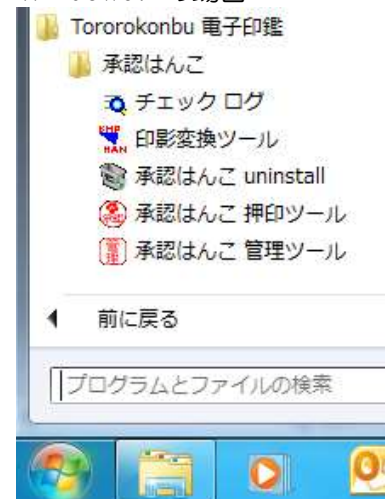 Tororokonbu 電子印鑑
承認はんこ
チェック ログ
印影変換ツール
承認はんこ uninstall
承認はんこ 押印ツール
承認はんこ 管理ツール
前に戻る
プログラムとファイルの検索